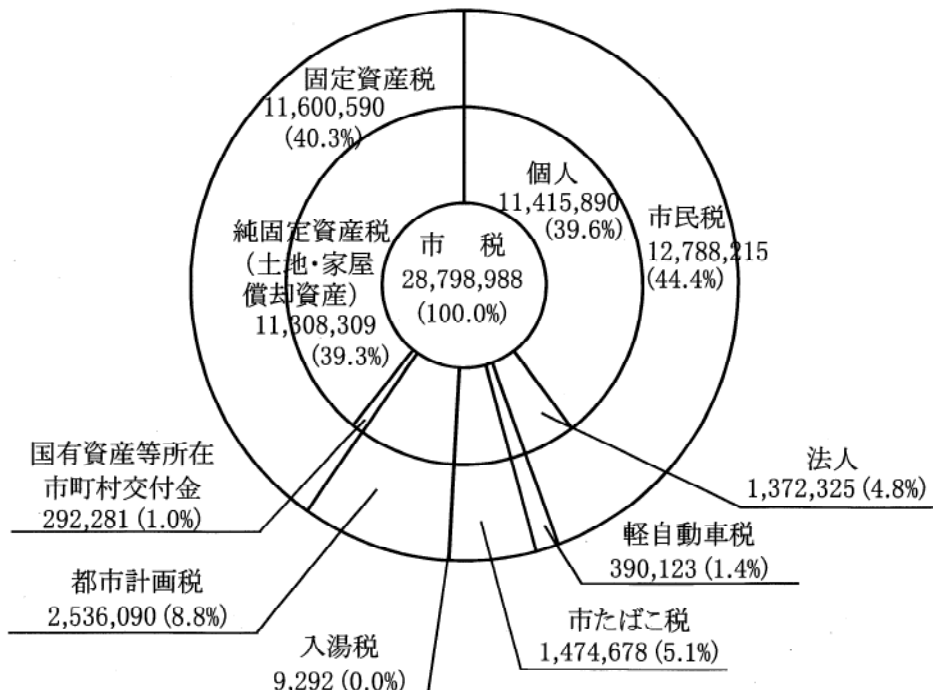 固定資産税
11,600,590
(40.3%)
個人
11,415,890
(39.6%)
市民税
12,788,215
(44.4%)
純固定資産税
（土地・家屋
償却資産）
11,308,309
(39.3%)
市　税
28,798,988
(100.0%)
国有資産等所在
市町村交付金
292,281 (1.0%)
法人
1,372,325 (4.8%)
軽自動車税
390,123 (1.4%)
都市計画税
2,536,090 (8.8%)
市たばこ税
1,474,678 (5.1%)
入湯税
9,292 (0.0%)